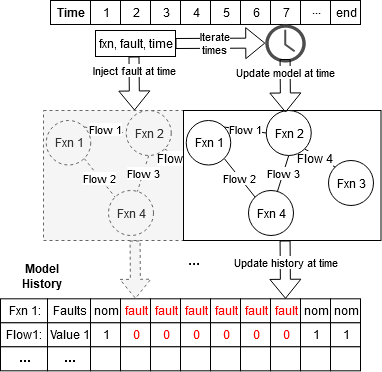 Time 1 2 3 4 5 6 7 ... end
fxn, fault, time
Iterate
times
Inject fault at time
Update model at time
Fxn 1
Flow 1
Fxn 2
Flow
Flow 2
Flow 3
Fxn 4
Fxn 1
Flow 1
Fxn 2
Flow 4
Flow 2
Flow 3
Fxn 3
Fxn 4
Model
History
...
Update history at time
Fxn 1: Faults nom fault fault fault fault fault fault nom nom
Flow1: Value 1 1 0 0 0 0 0 0 1 1
... ...